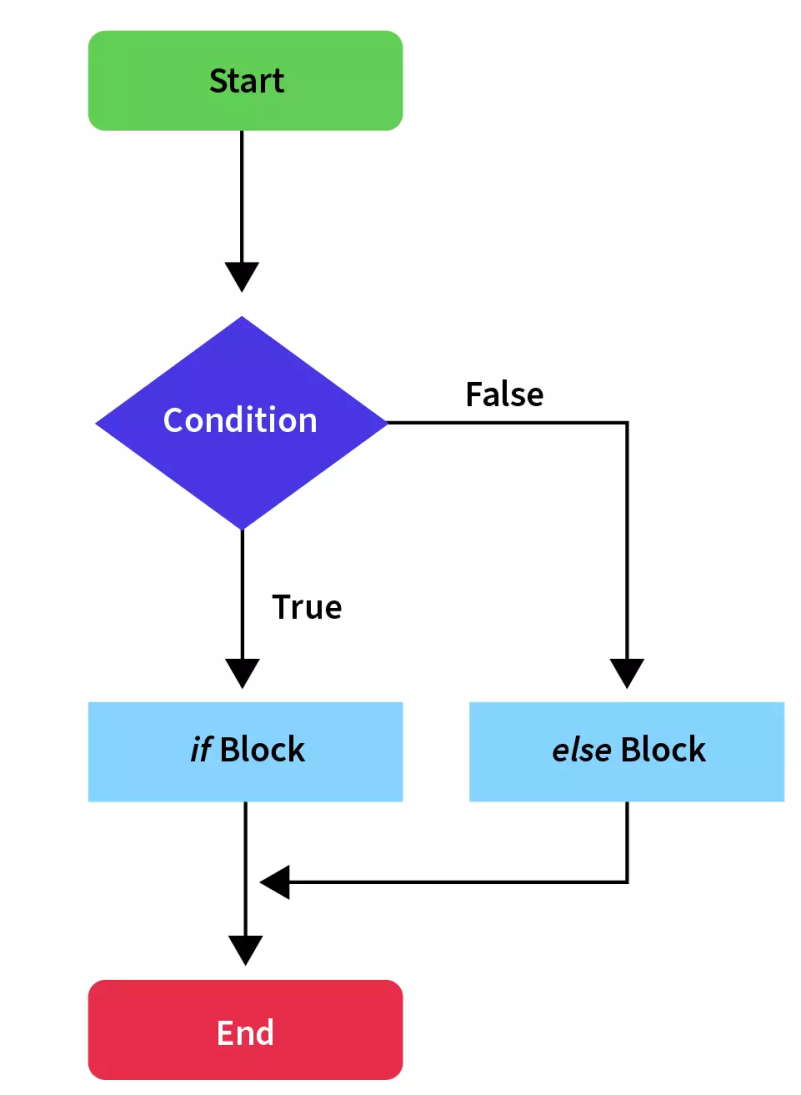 Start
Condition
False
True
if Block
else Block
End